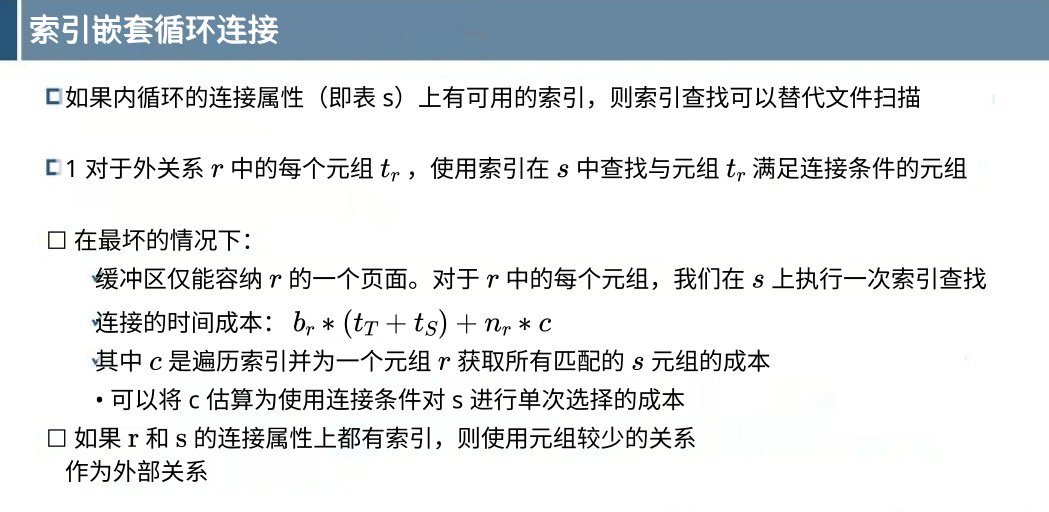 索引嵌套循环连接
如果内循环的连接属性（即表 s）上有可用的索引，则索引查找可以替代文件扫描
1 对于外关系 r 中的每个元组 t_r ，使用索引在 s 中查找与元组 t_r 满足连接条件的元组
□ 在最坏的情况下：
缓冲区仅能容纳 r 的一个页面。对于 r 中的每个元组，我们在 s 上执行一次索引查找
连接的时间成本： b_r * (t_T + t_S) + n_r * c
其中 c 是遍历索引并为一个元组 r 获取所有匹配的 s 元组的成本
• 可以将 c 估算为使用连接条件对 s 进行单次选择的成本
□ 如果 r 和 s 的连接属性上都有索引，则使用元组较少的关系
作为外部关系